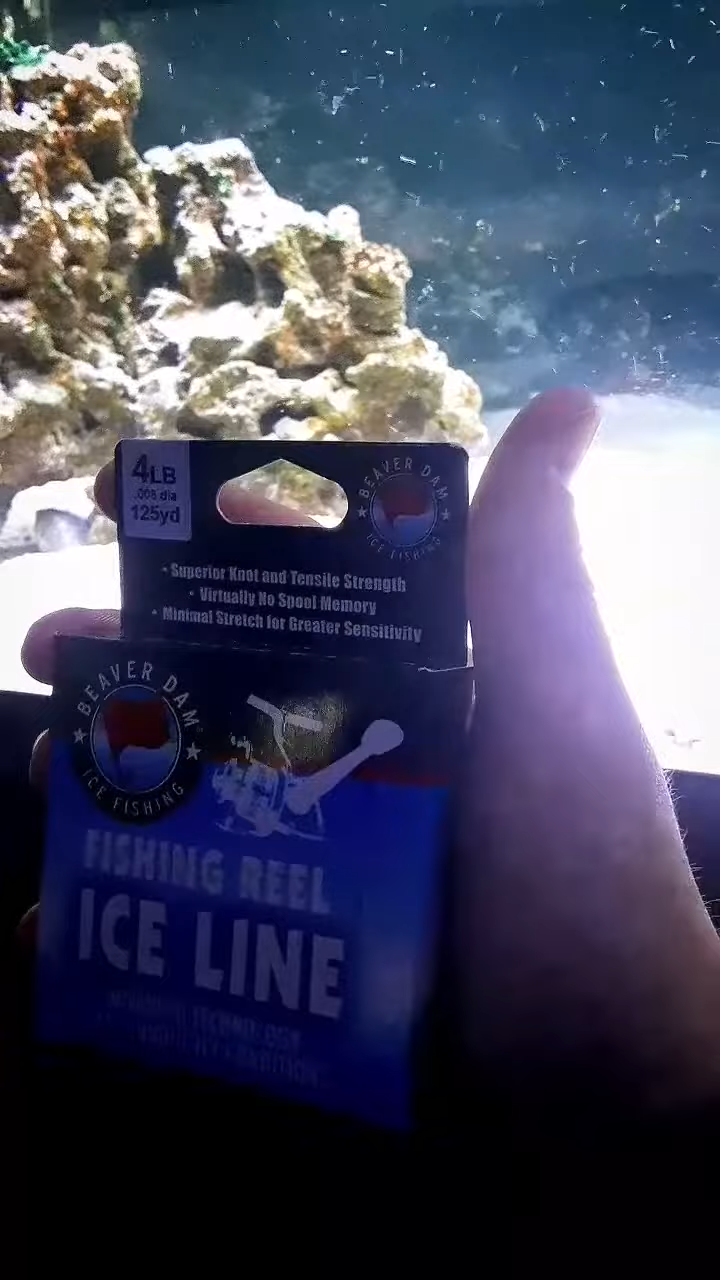 4LB
.008 dia
125yd
BEAVER DAM
ICE FISHING
• Superior Knot and Tensile Strength
• Virtually No Spool Memory
• Minimal Stretch for Greater Sensitivity
BEAVER DAM
ICE FISHING
FISHING REEL
ICE LINE